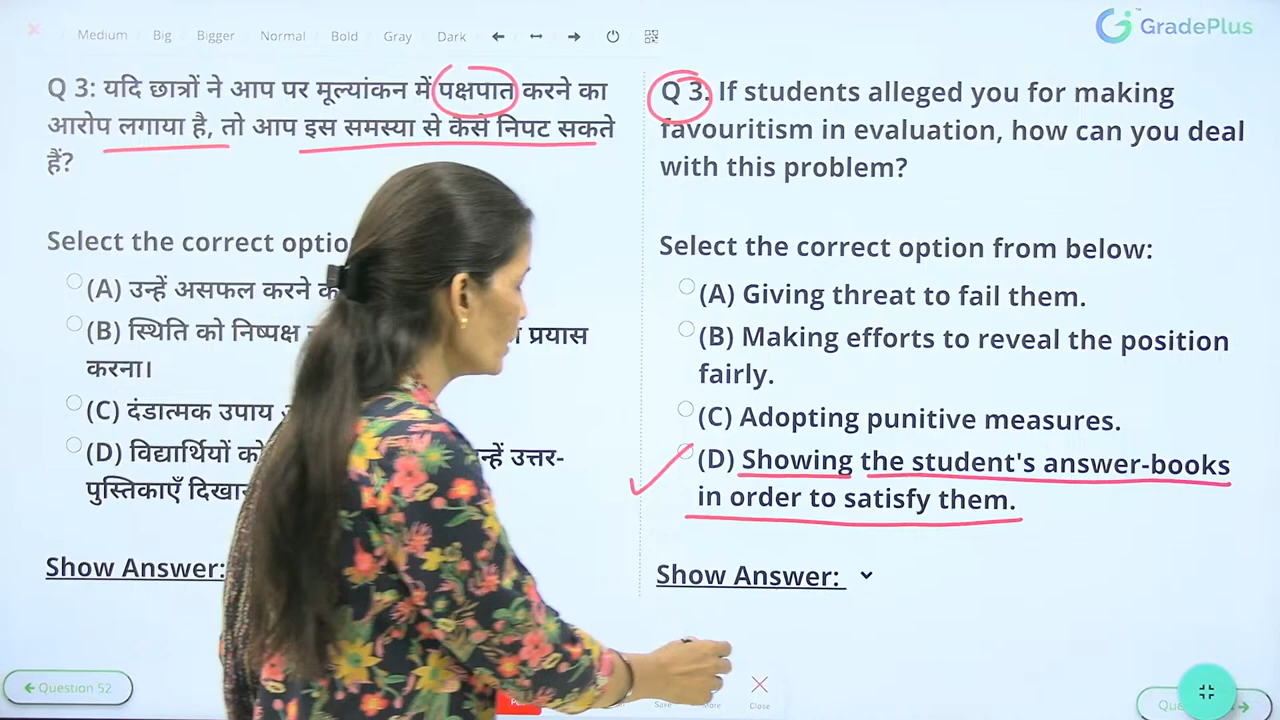 Medium Big Bigger Normal Bold Gray Dark
GradePlus
Q 3: यदि छात्रों ने आप पर मूल्यांकन में पक्षपात करने का
आरोप लगाया है, तो आप इस समस्या से कैसे निपट सकते
हैं?
Select the correct optio
(A) उन्हें असफल करने
(B) स्थिति को निष्पक्ष प्रयास
करना।
(C) दंडात्मक उपाय
(D) विद्यार्थियों को न्हें उत्तर-
पुस्तिकाएँ
Show Answer:
Question 52
Q 3. If students alleged you for making
favouritism in evaluation, how can you deal
with this problem?
Select the correct option from below:
(A) Giving threat to fail them.
(B) Making efforts to reveal the position
fairly.
(C) Adopting punitive measures.
(D) Showing the student's answer-books
in order to satisfy them.
Show Answer:
Save More Close